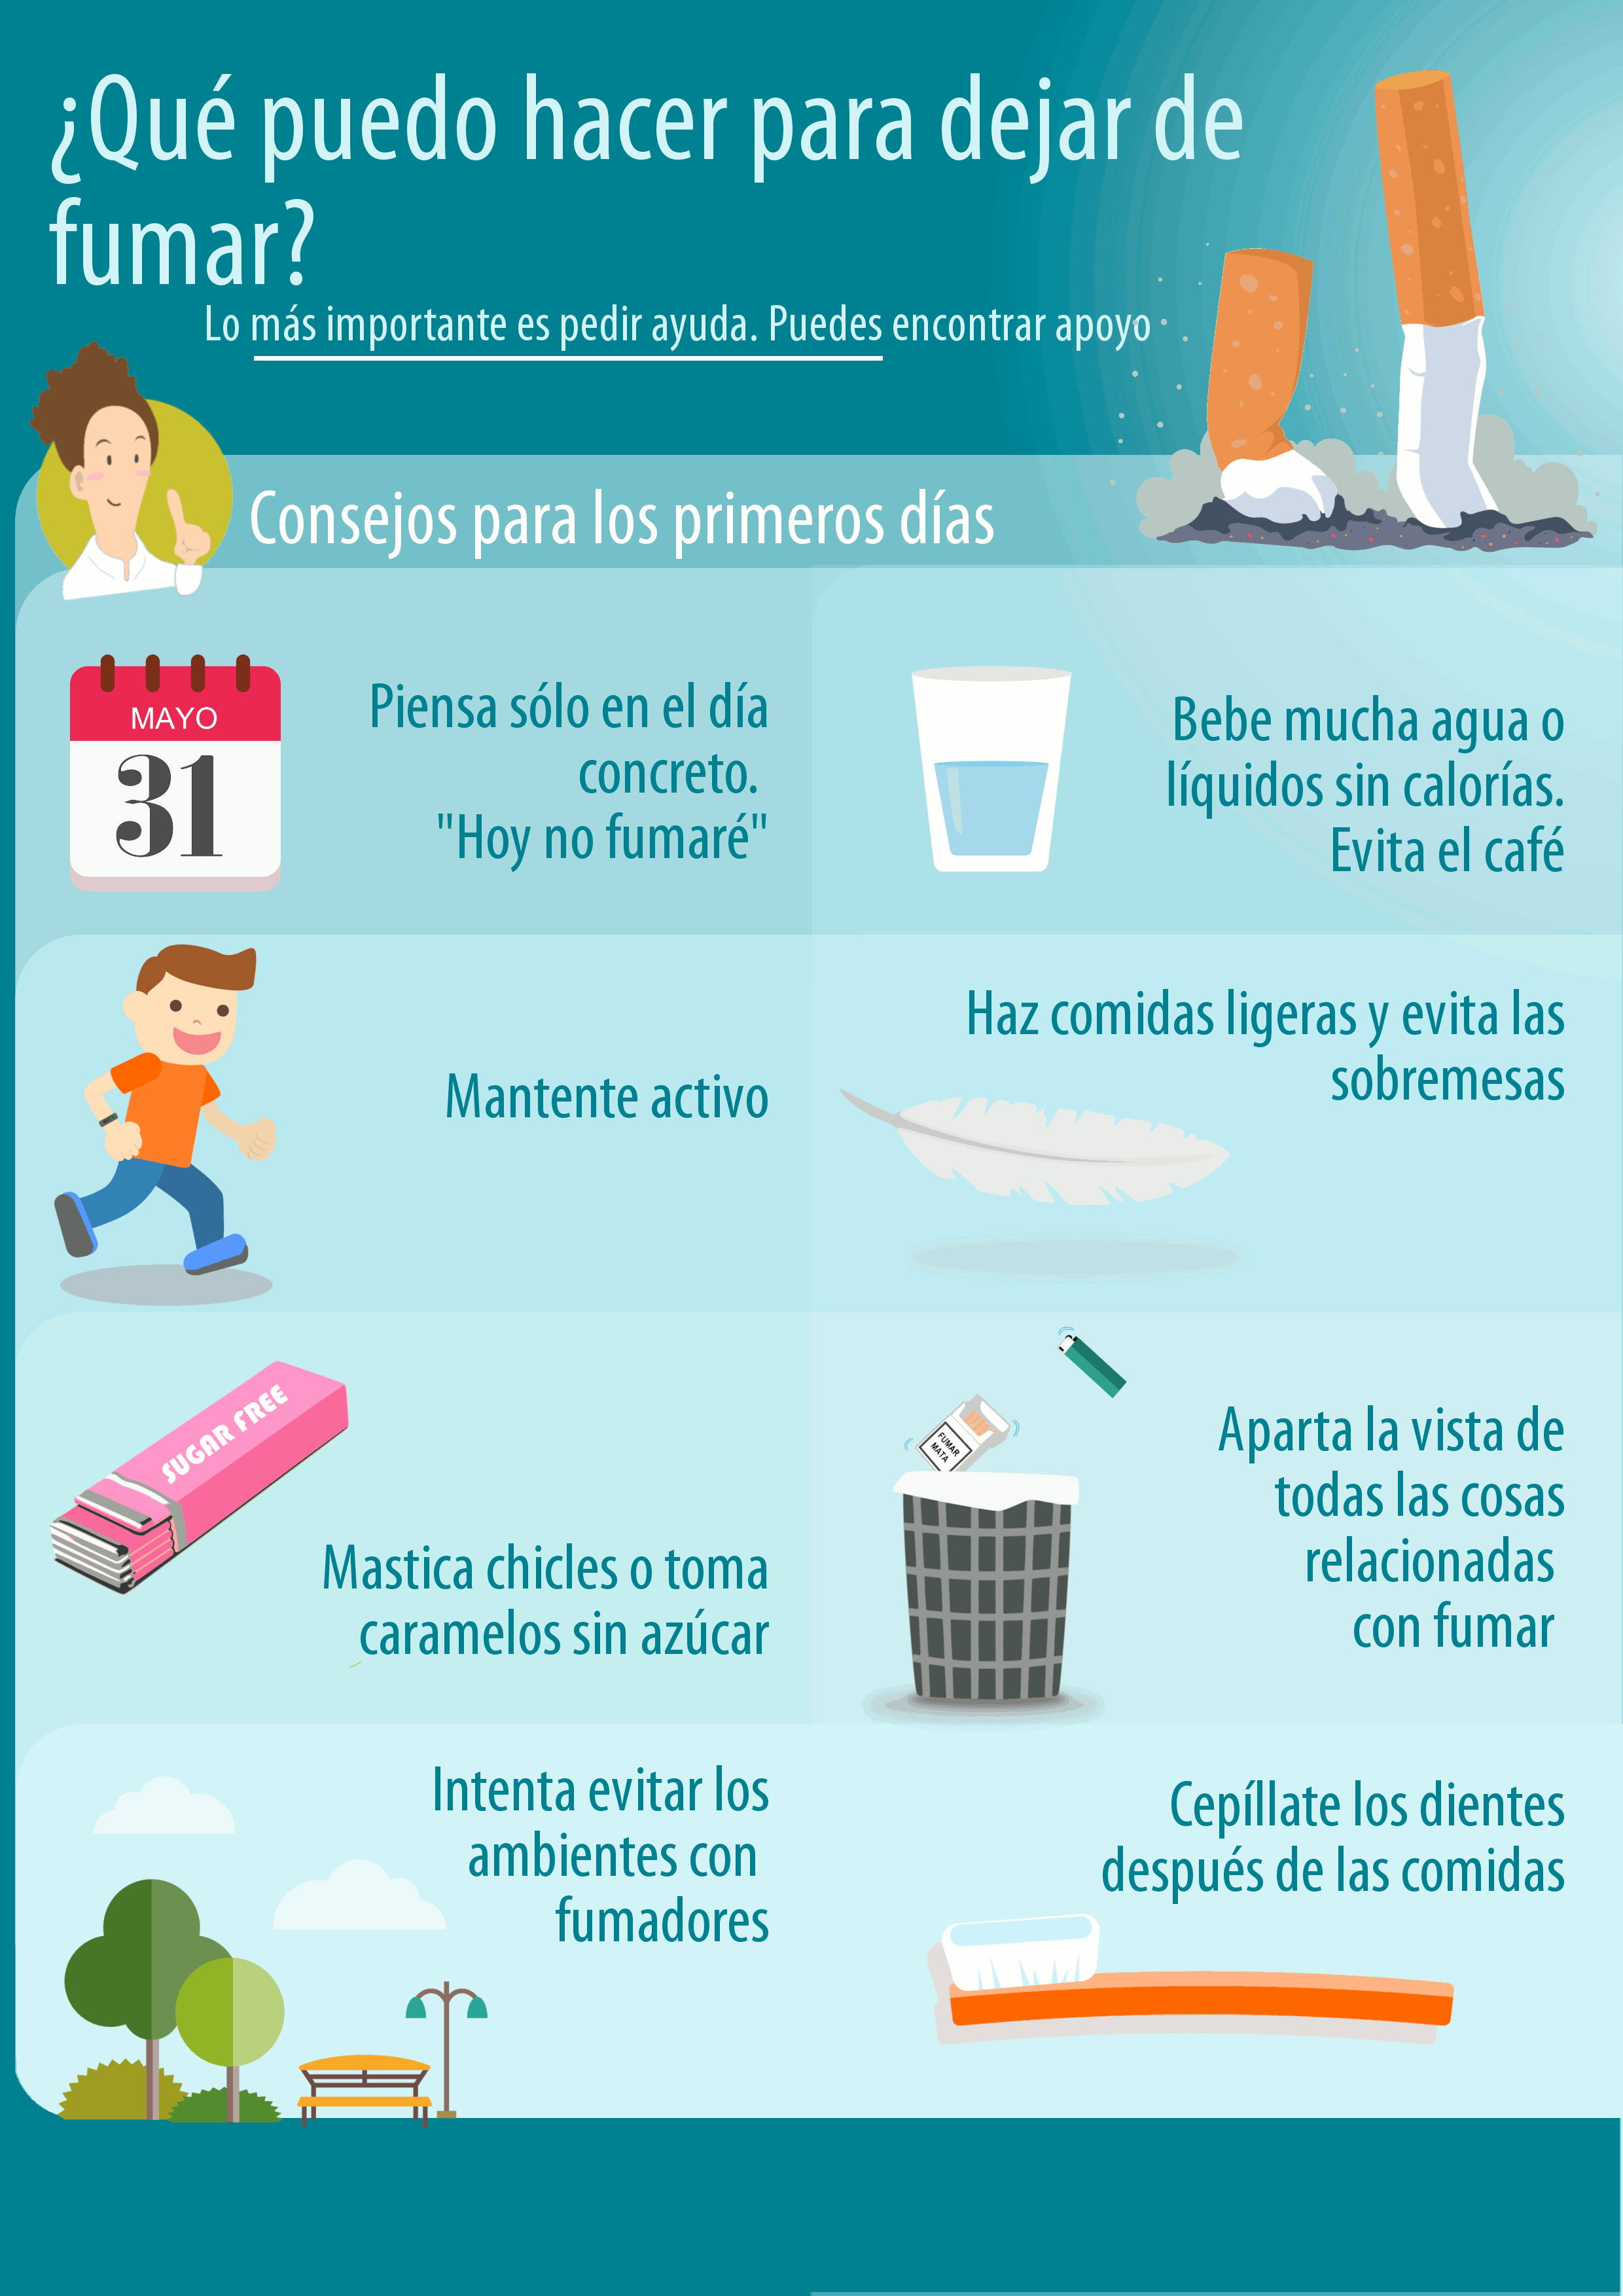 ¿Qué puedo hacer para dejar de
fumar?
Lo más importante es pedir ayuda. Puedes encontrar apoyo
Consejos para los primeros días
MAYO
31
Piensa sólo en el día
concreto.
"Hoy no fumaré"
Bebe mucha agua o
líquidos sin calorías.
Evita el café
Mantente activo
Haz comidas ligeras y evita las
sobremesas
SUGAR FREE
Mastica chicles o toma
caramelos sin azúcar
FUMAR
MATA
Aparta la vista de
todas las cosas
relacionadas
con fumar
Intenta evitar los
ambientes con
fumadores
Cepíllate los dientes
después de las comidas